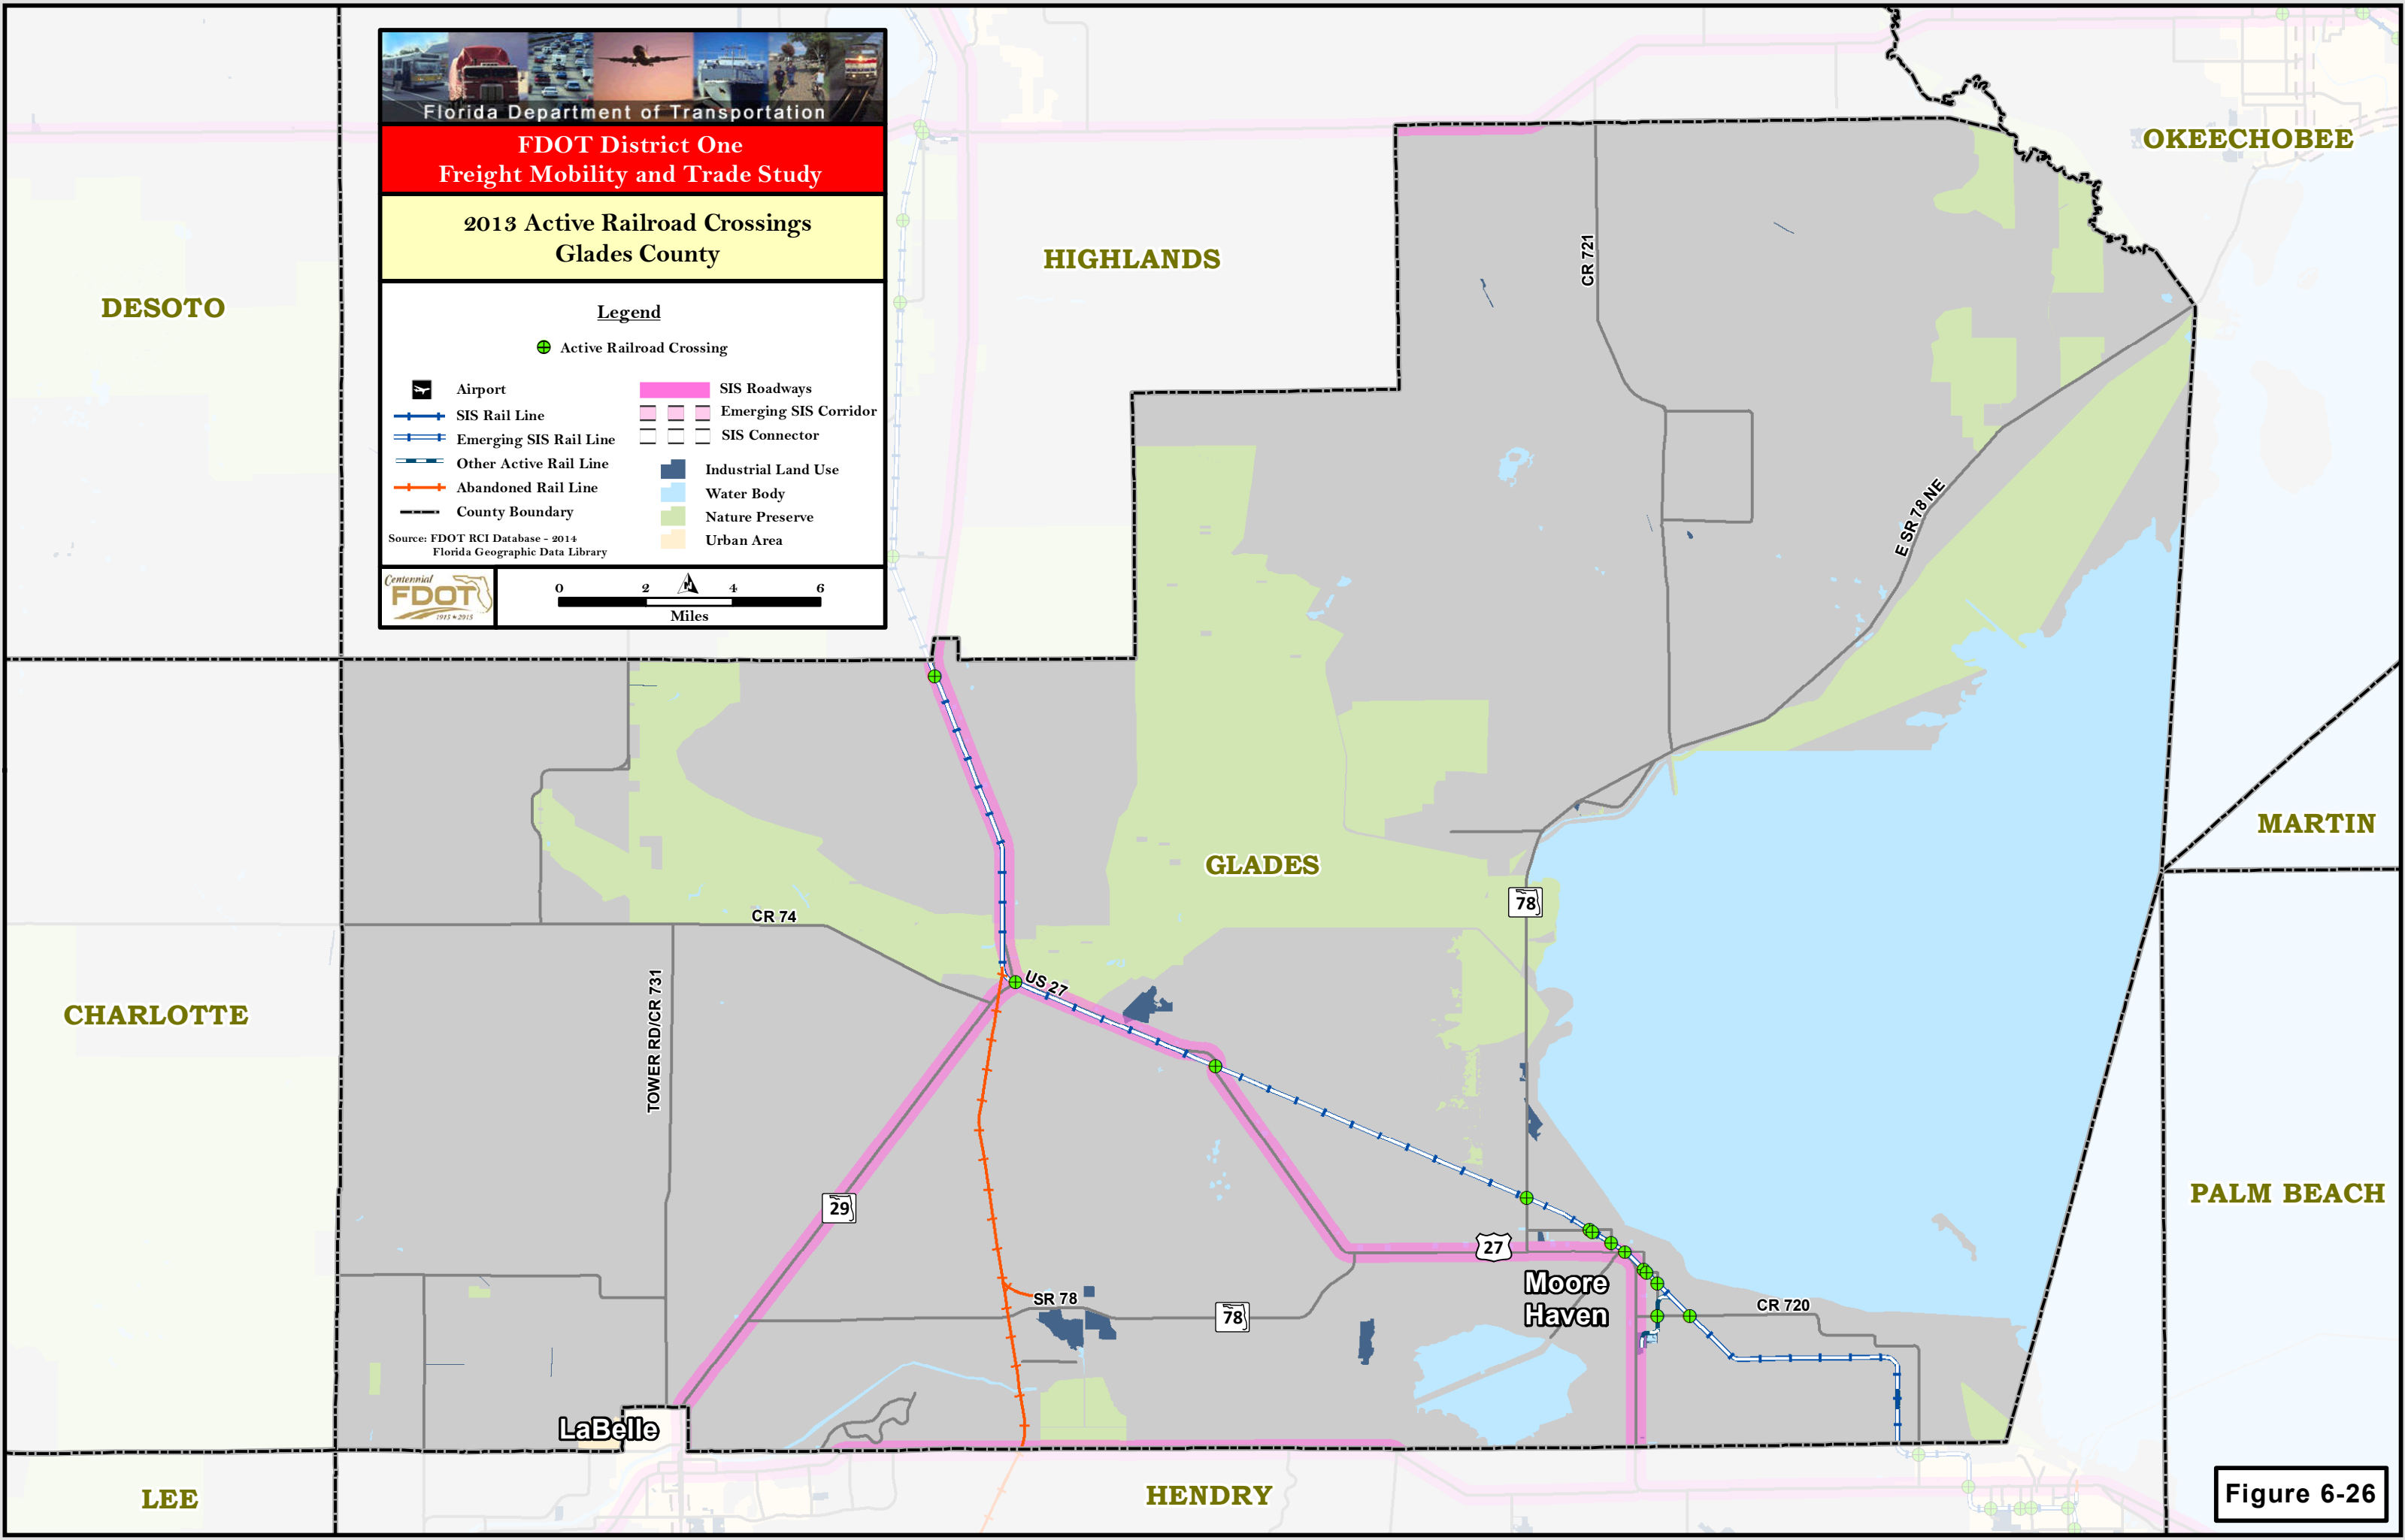 Florida Department of Transportation
FDOT District One
Freight Mobility and Trade Study
2013 Active Railroad Crossings
Glades County
Legend
Active Railroad Crossing
Airport
SIS Rail Line
Emerging SIS Rail Line
Other Active Rail Line
Abandoned Rail Line
County Boundary
SIS Roadways
Emerging SIS Corridor
SIS Connector
Industrial Land Use
Water Body
Nature Preserve
Urban Area
Source: FDOT RCI Database - 2014
Florida Geographic Data Library
Centennial
FDOT
1915 ★ 2015
0 2 4 6
Miles
OKEECHOBEE
HIGHLANDS
DESOTO
CR 721
E SR 78 NE
MARTIN
GLADES
78
CR 74
US 27
CHARLOTTE
TOWER RD/CR 731
PALM BEACH
29
27
Moore
Haven
SR 78
78
CR 720
LaBelle
LEE
HENDRY
Figure 6-26